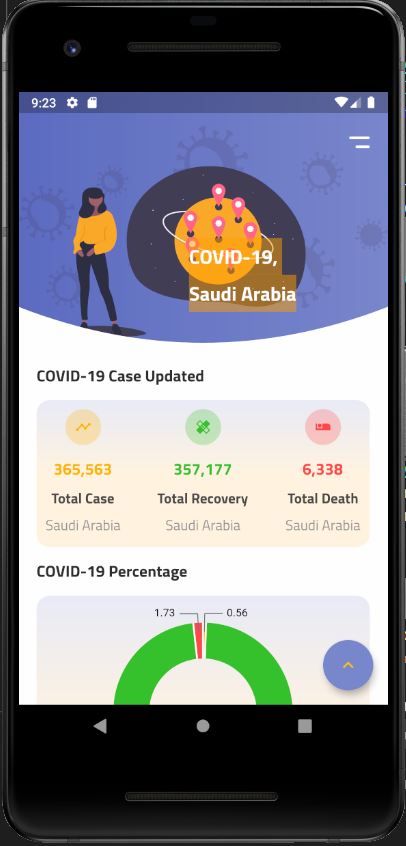 9:23
COVID-19,
Saudi Arabia
COVID-19 Case Updated
365,563 357,177 6,338
Total Case Total Recovery Total Death
Saudi Arabia Saudi Arabia Saudi Arabia
COVID-19 Percentage
1.73 0.56